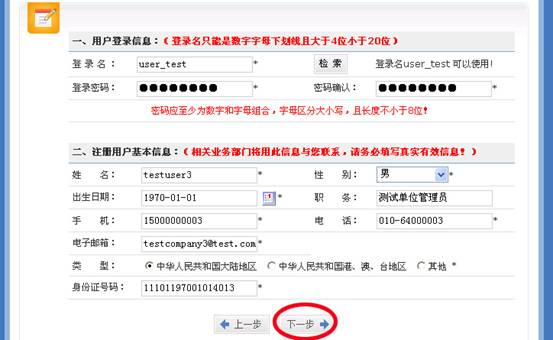 一、用户登录信息：（登录名只能是数字字母下划线且大于4位小于20位）
登 录 名： user_test * 检 索 登录名user_test 可以使用！
登录密码： ●●●●●●●● * 密码确认： ●●●●●●●● *
密码应至少为数字和字母组合，字母区分大小写，且长度不小于8位！
二、注册用户基本信息：（相关业务部门将用此信息与您联系，请务必填写真实有效信息！）
姓 名： testuser3 * 性 别： 男 *
出生日期： 1970-01-01 * 职 务： 测试单位管理员
手 机： 15000000003 * 电 话： 010-64000003 *
电子邮箱： testcompany3@test.com *
类 型： 中华人民共和国大陆地区 中华人民共和国港、澳、台地区 其他 *
身份证号码： 11101197001014013 *
上一步 下一步